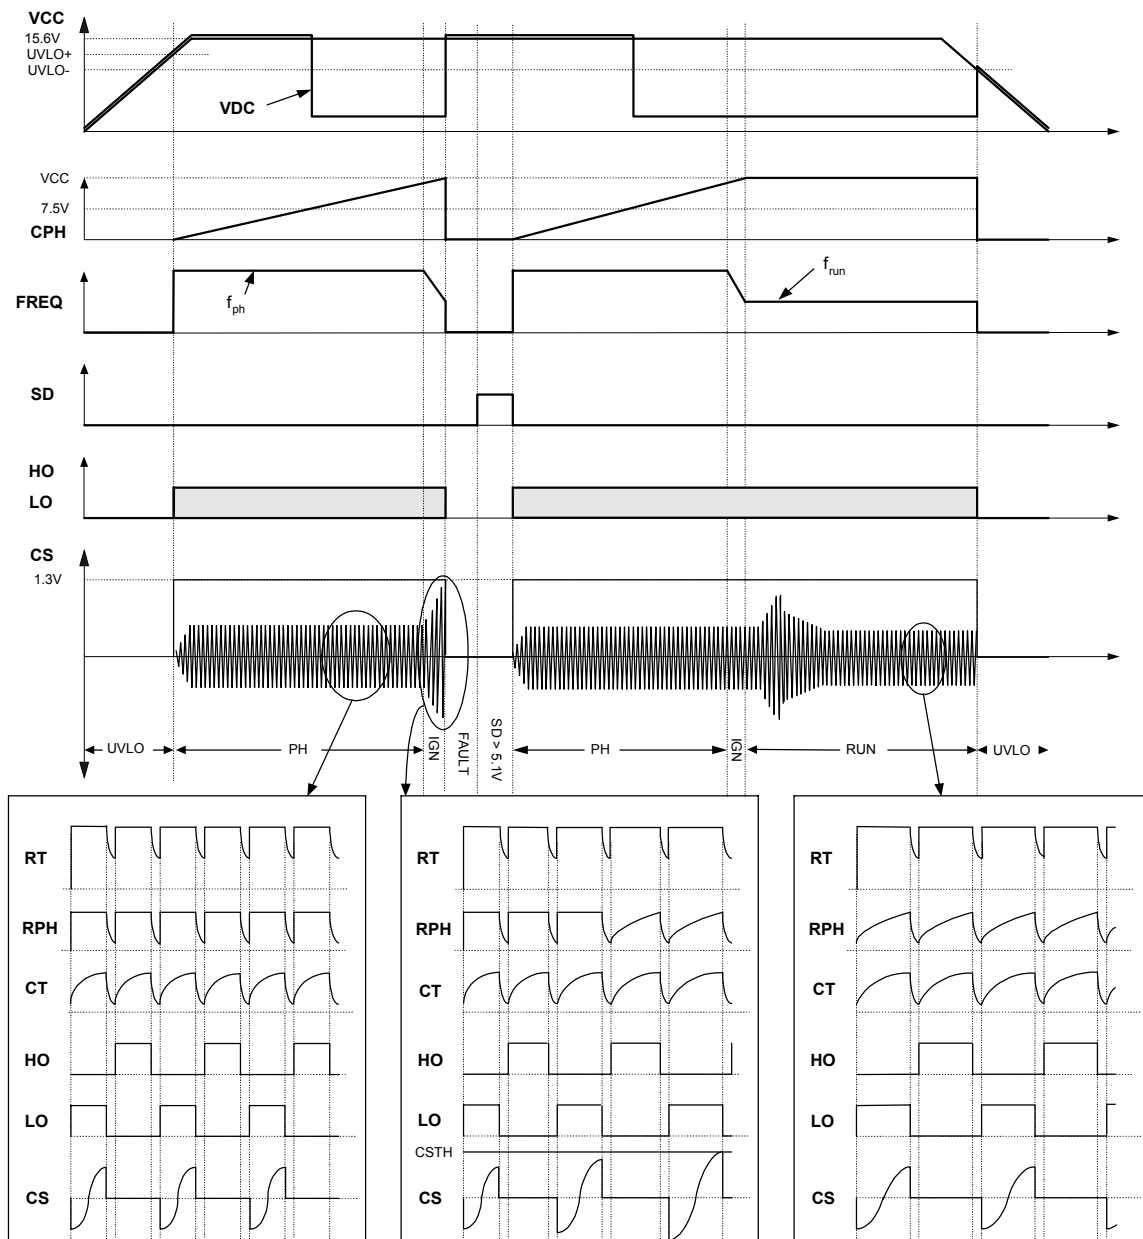 VCC
15.6V
UVLO+
UVLO-
VDC
VCC
7.5V
CPH
FREQ
fph
frun
SD
HO
LO
CS
1.3V
UVLO
PH
IGN
FAULT
SD > 5.1V
PH
IGN
RUN
UVLO
RT
RPH
CT
HO
LO
CS
RT
RPH
CT
HO
LO
CSTH
CS
RT
RPH
CT
HO
LO
CS